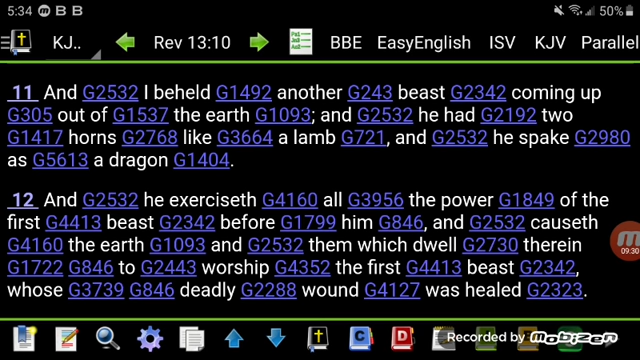 5:34 B B 50%
KJ.. Rev 13:10 BBE EasyEnglish ISV KJV Parallel
11 And G2532 I beheld G1492 another G243 beast G2342 coming up
G305 out of G1537 the earth G1093; and G2532 he had G2192 two
G1417 horns G2768 like G3664 a lamb G721, and G2532 he spake G2980
as G5613 a dragon G1404.
12 And G2532 he exerciseth G4160 all G3956 the power G1849 of the
first G4413 beast G2342 before G1799 him G846, and G2532 causeth
G4160 the earth G1093 and G2532 them which dwell G2730 therein
G1722 G846 to G2443 worship G4352 the first G4413 beast G2342,
whose G3739 G846 deadly G2288 wound G4127 was healed G2323.
09:30
C D Recorded by Mobizen